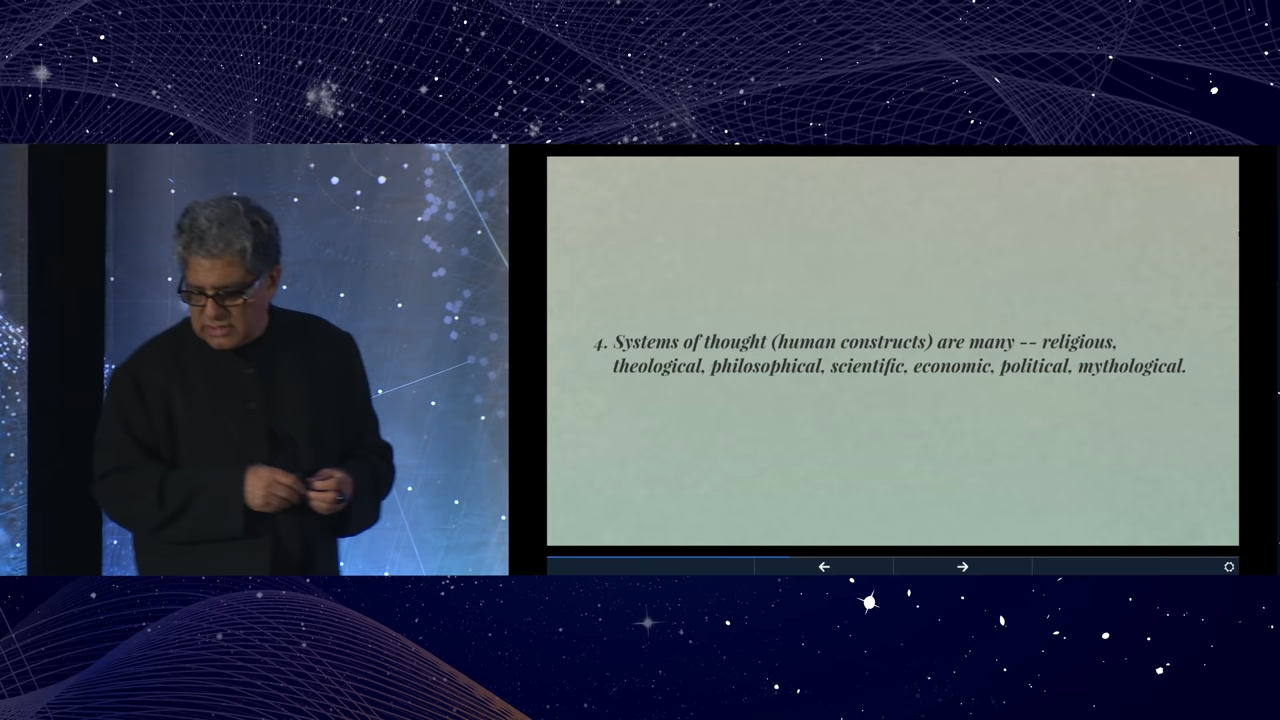 4. Systems of thought (human constructs) are many -- religious,
theological, philosophical, scientific, economic, political, mythological.